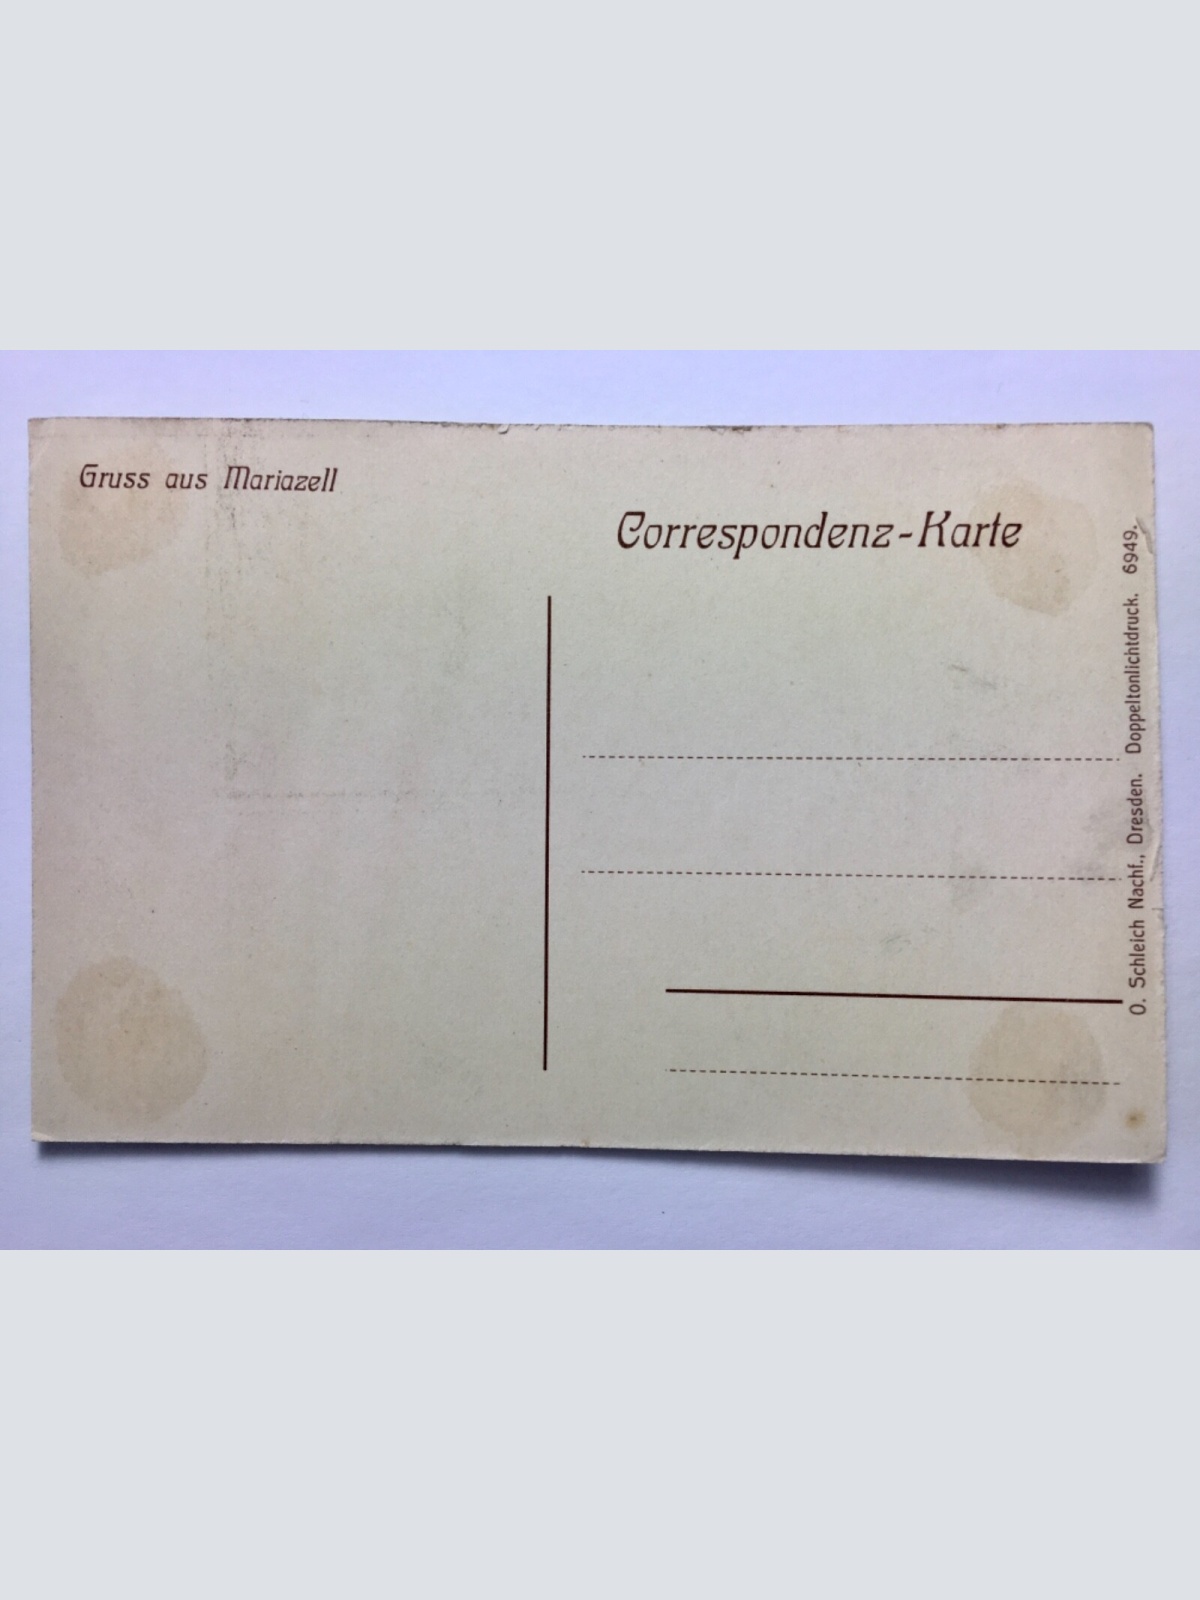 Gruss aus Mariazell
Correspondenz-Karte
O. Schleich Nachf., Dresden. Doppeltonlichtdruck. 6949.